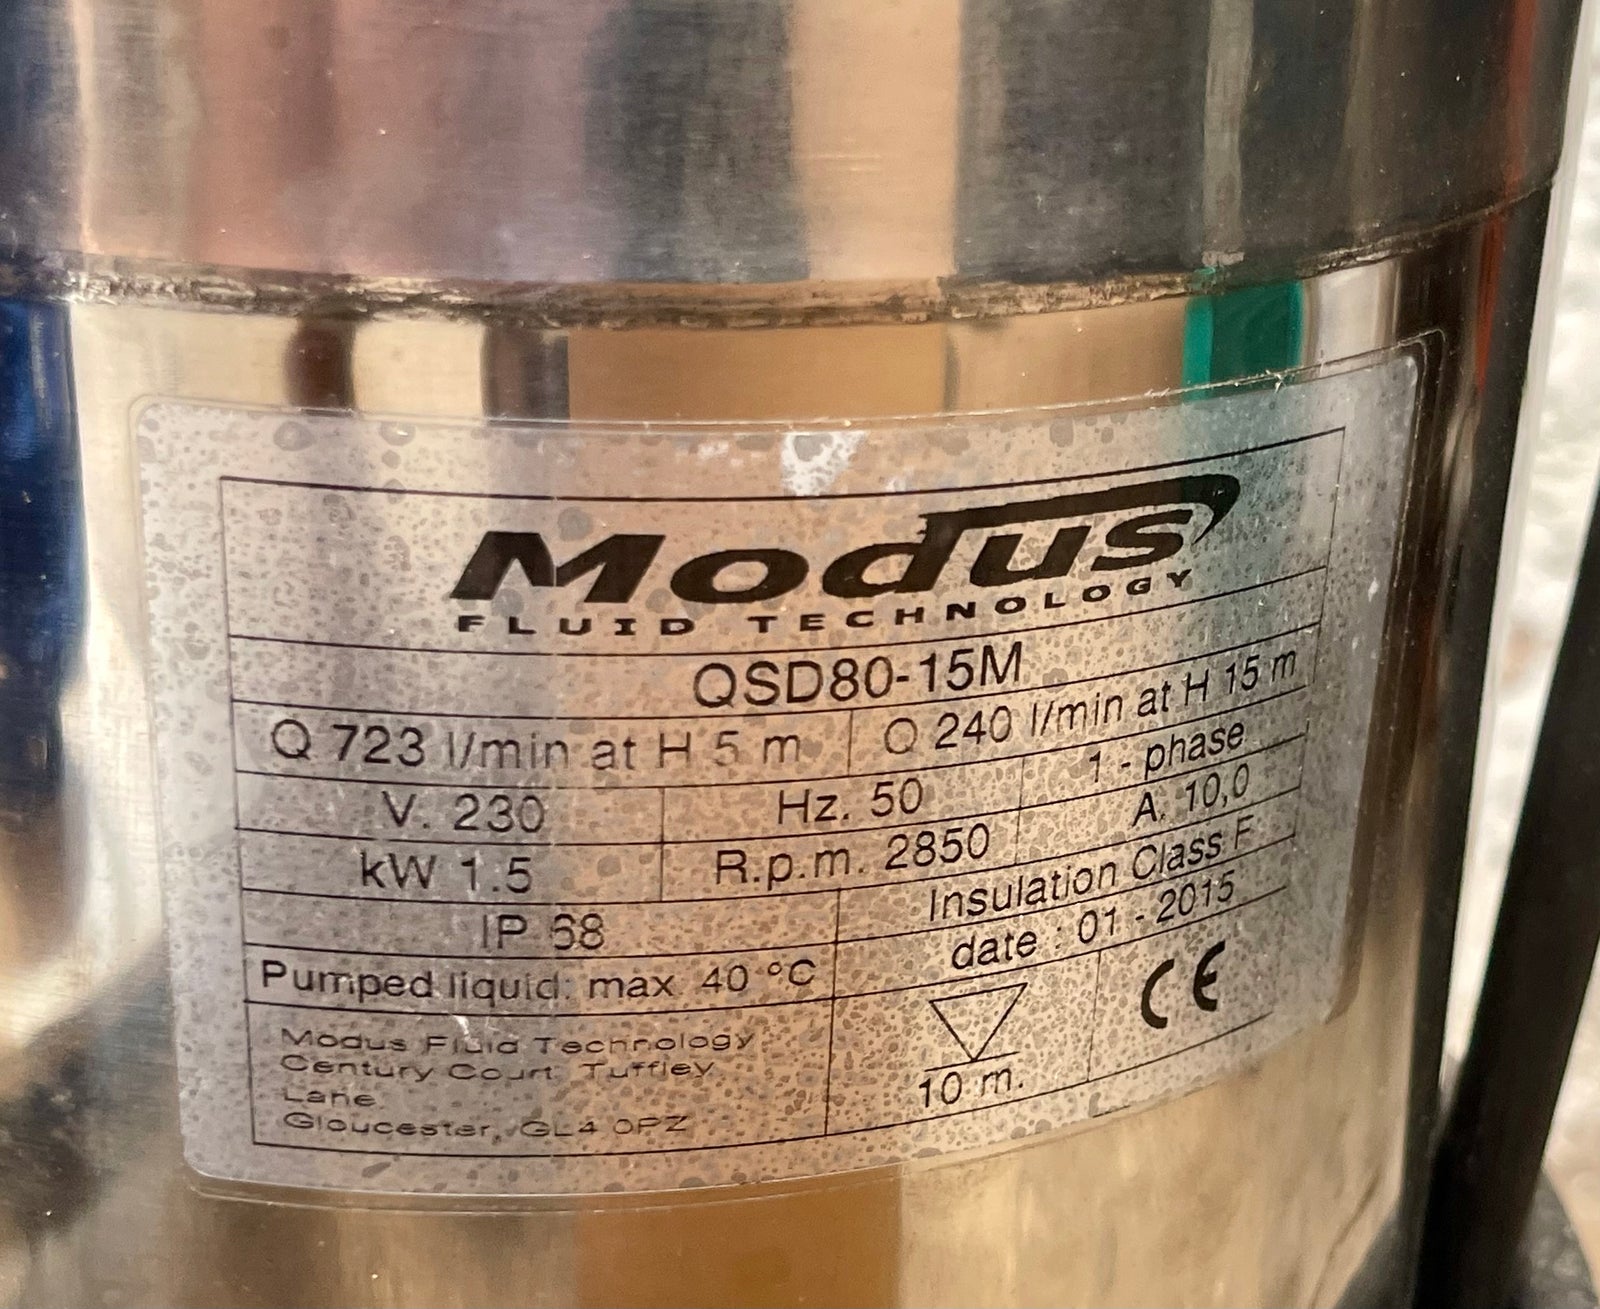 Modus
FLUID TECHNOLOGY
QSD80-15M
Q 723 l/min at H 5 m Q 240 l/min at H 15 m
V. 230 Hz. 50 1 - phase
kW 1.5 R.p.m. 2850 A. 10,0
IP 68 Insulation Class F
Pumped liquid: max 40 °C date : 01 - 2015
Modus Fluid Technology
Century Court Tuffley
Lane
Gloucester, GL4 0PZ
10 m.
CE